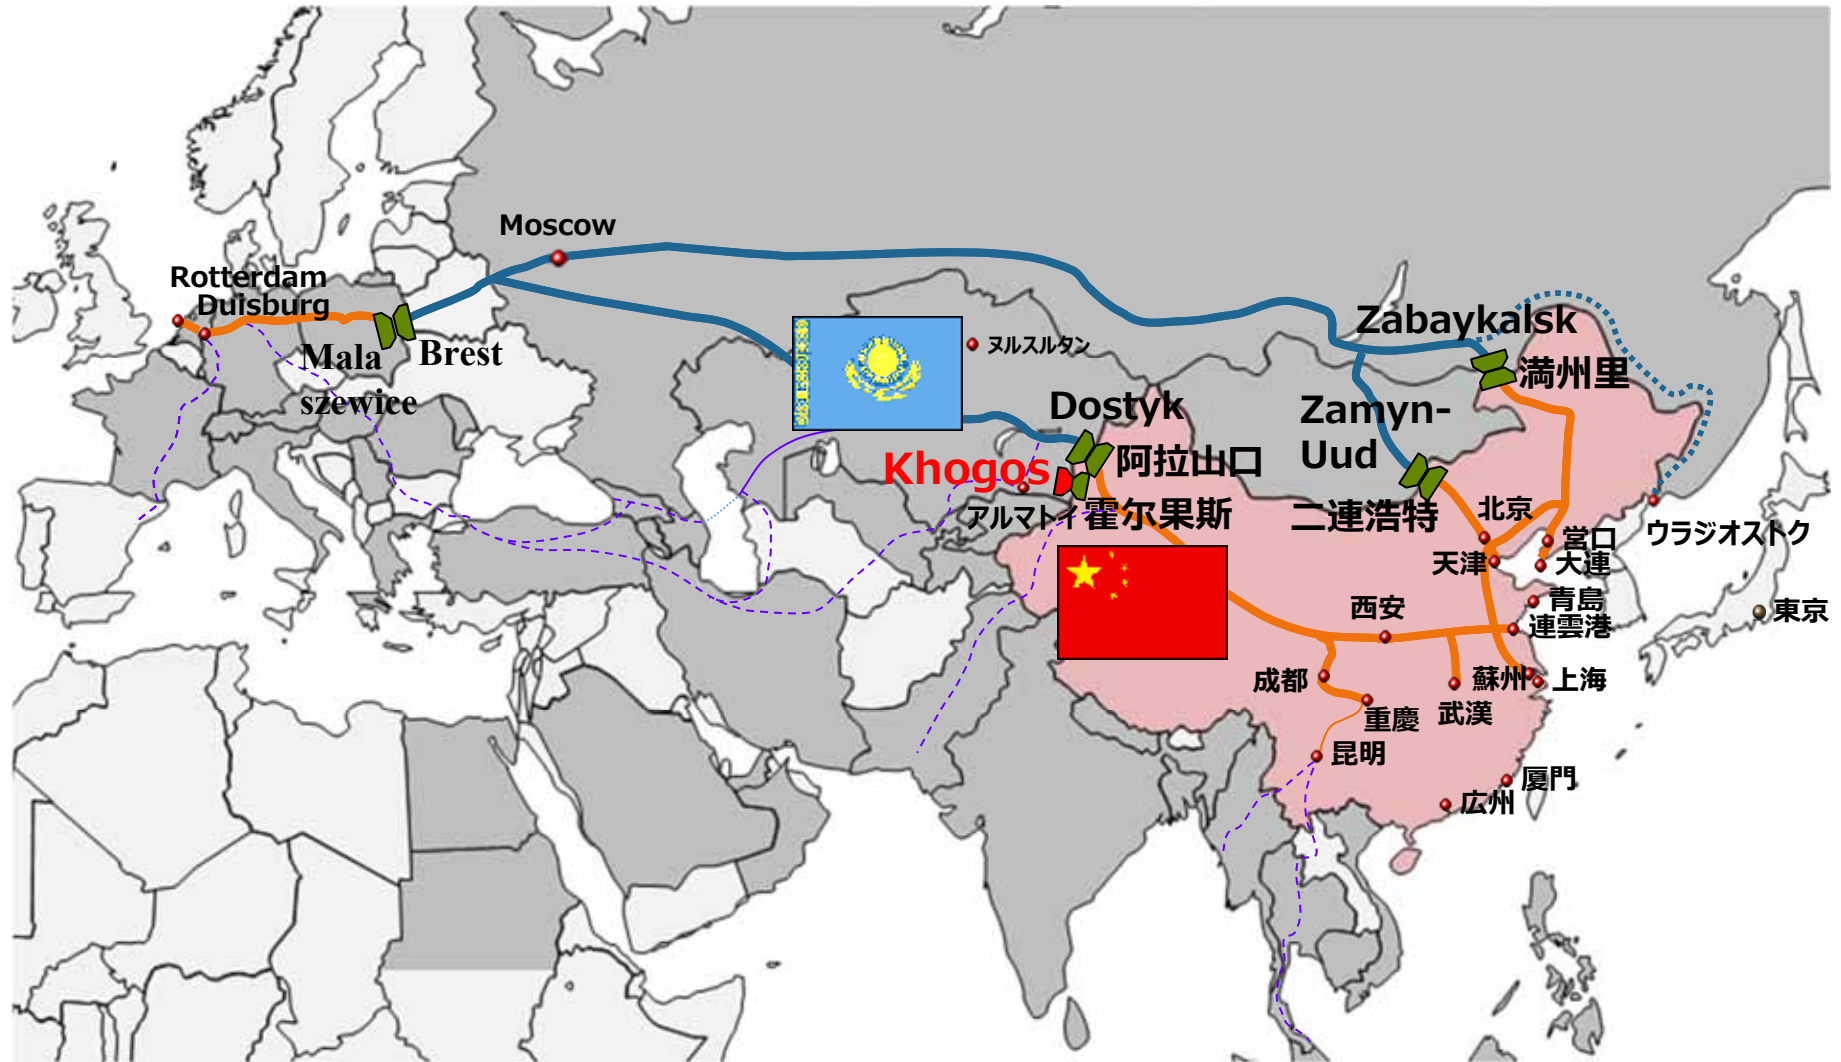 Moscow
Rotterdam
Duisburg
Mala
szewice
Brest
ヌルスルタン
Zabaykalsk
満州里
Dostyk
阿拉山口
Zamyn-
Uud
二連浩特
Khogos
アルマトイ
霍尔果斯
北京
天津
営口
大連
ウラジオストク
青島
連雲港
東京
西安
成都
重慶
武漢
蘇州
上海
昆明
厦門
広州